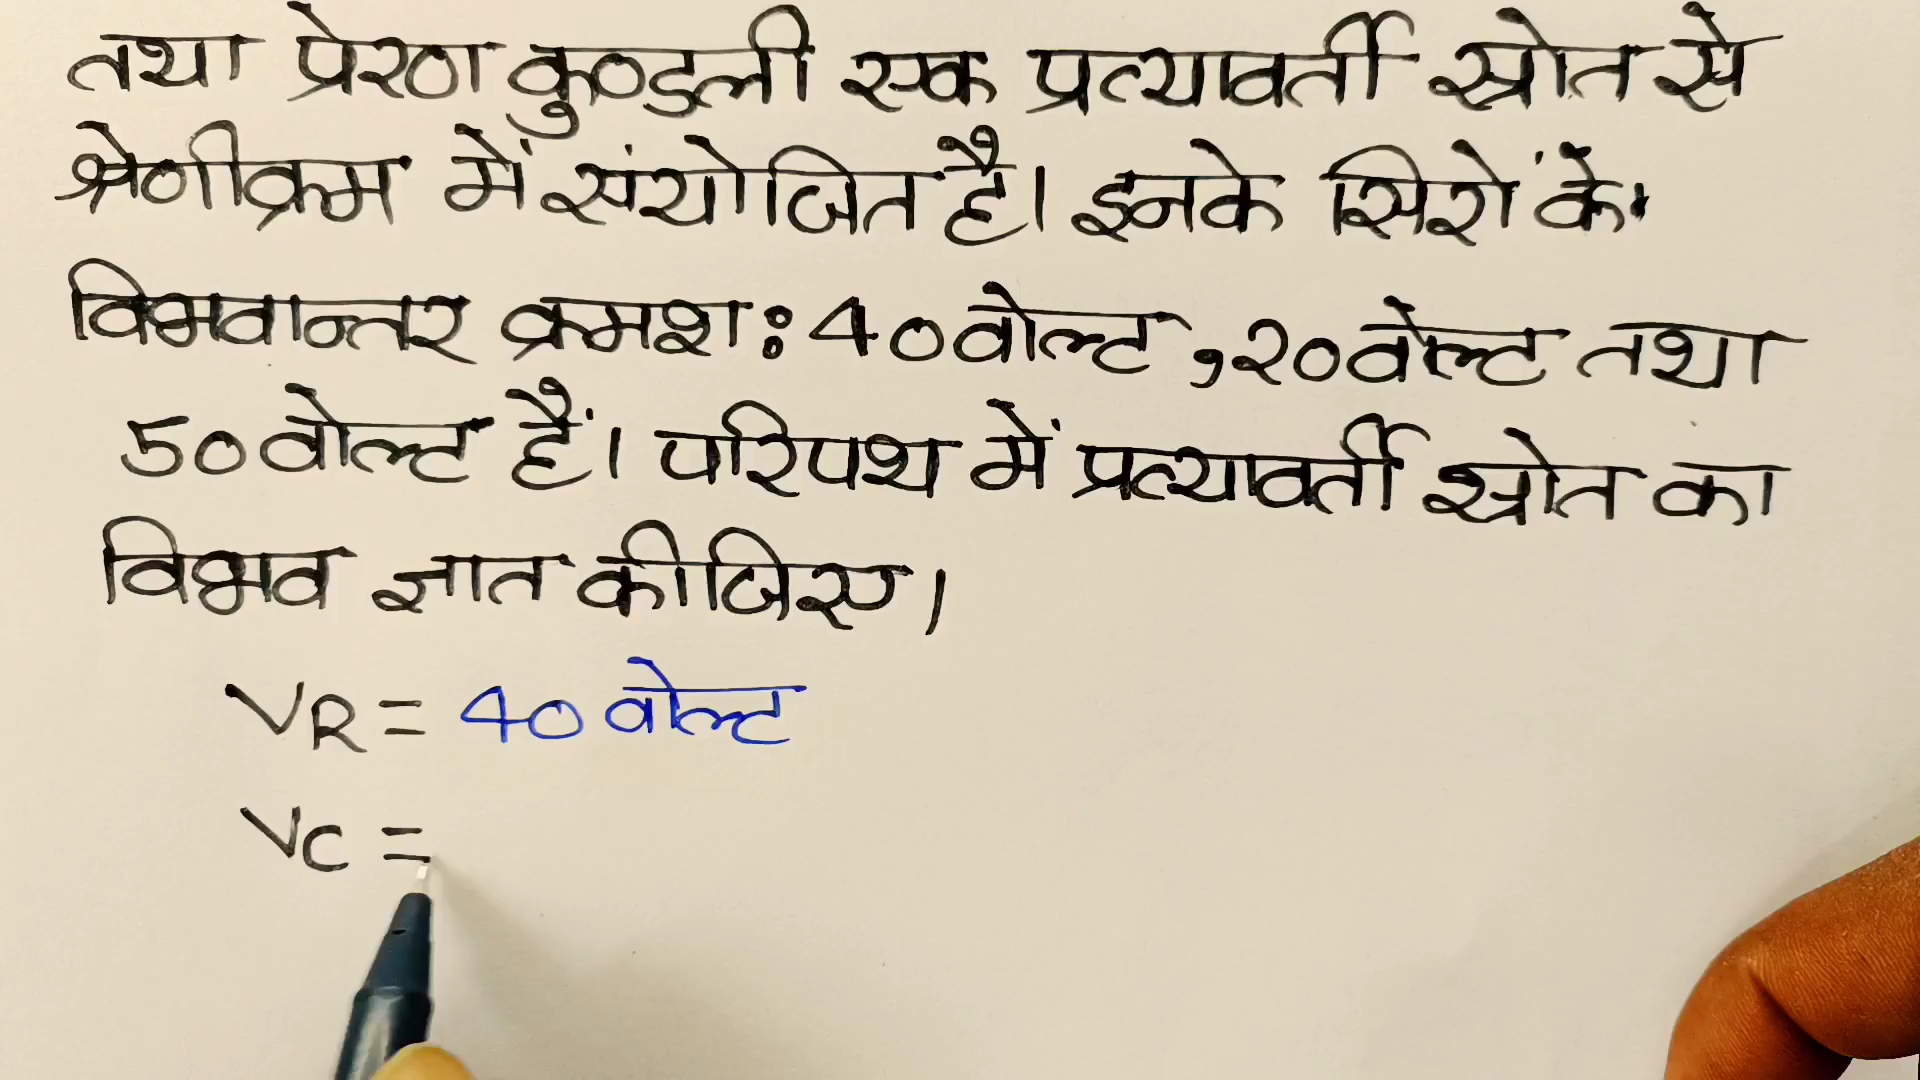 तथा प्रेरण कुण्डली एक प्रत्यावर्ती स्रोत से
श्रेणीक्रम में संयोजित है। इनके सिरों के
विभवान्तर क्रमशः 40 वोल्ट, 20 वोल्ट तथा
50 वोल्ट हैं। परिपथ में प्रत्यावर्ती श्रोत का
विभव ज्ञात कीजिए।
VR = 40 वोल्ट
VC =